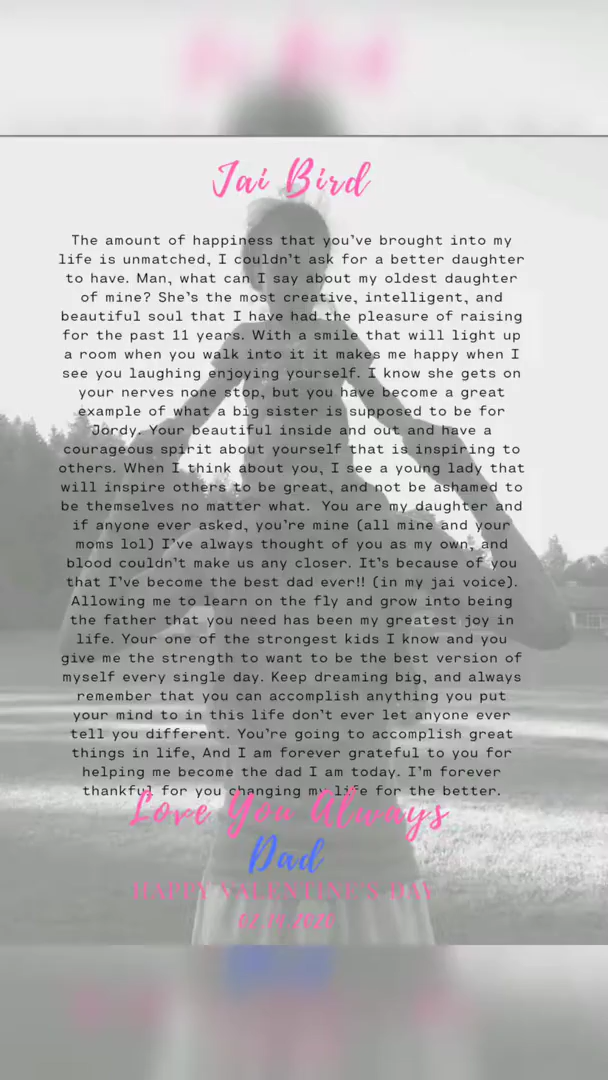 Jai Bird
The amount of happiness that you've brought into my
life is unmatched, I couldn't ask for a better daughter
to have. Man, what can I say about my oldest daughter
of mine? She's the most creative, intelligent, and
beautiful soul that I have had the pleasure of raising
for the past 11 years. With a smile that will light up
a room when you walk into it it makes me happy when I
see you laughing enjoying yourself. I know she gets on
your nerves none stop, but you have become a great
example of what a big sister is supposed to be for
Jordy. Your beautiful inside and out and have a
courageous spirit about yourself that is inspiring to
others. When I think about you, I see a young lady that
will inspire others to be great, and not be ashamed to
be themselves no matter what. You are my daughter and
if anyone ever asked, you're mine (all mine and your
moms lol) I've always thought of you as my own, and
blood couldn't make us any closer. It's because of you
that I've become the best dad ever!! (in my jai voice).
Allowing me to learn on the fly and grow into being
the father that you need has been my greatest joy in
life. Your one of the strongest kids I know and you
give me the strength to want to be the best version of
myself every single day. Keep dreaming big, and always
remember that you can accomplish anything you put
your mind to in this life don't ever let anyone ever
tell you different. You're going to accomplish great
things in life, And I am forever grateful to you for
helping me become the dad I am today. I'm forever
thankful for you changing my life for the better.
Love You Always
Dad
HAPPY VALENTINE'S DAY
02.14.2020